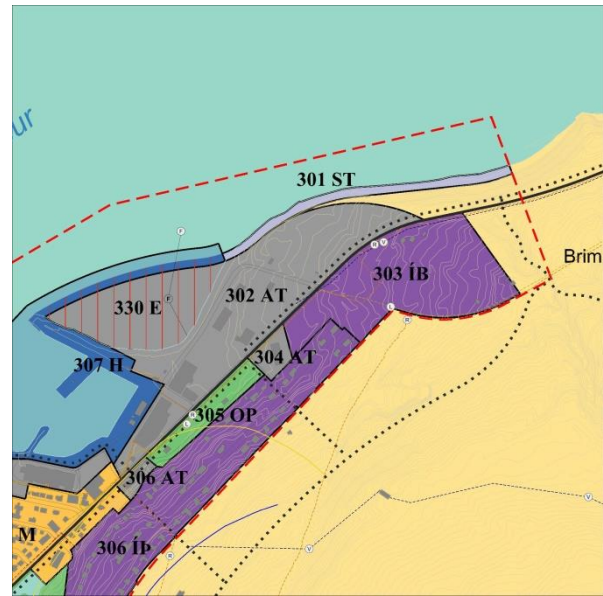 ur
301 ST
303 ÍB
Brim
302 AT
330 E
304 AT
307 H
305 OP
306 AT
M
306 ÍÞ
F
F
R V
L
R
R
L
R
V
V